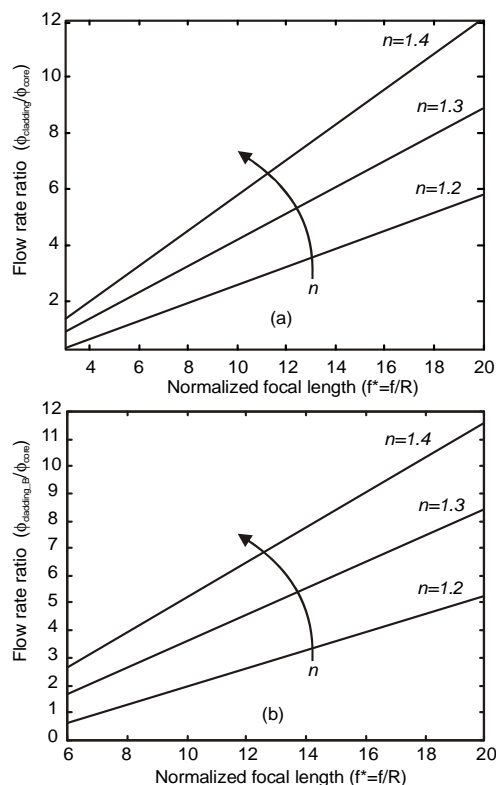 12
10
8
6
4
2
Flow rate ratio (ϕcladding/ϕcore)
n=1.4
n=1.3
n=1.2
n
(a)
4 6 8 10 12 14 16 18 20
Normalized focal length (f*=f/R)
12
11
10
9
8
7
6
5
4
3
2
1
0
Flow rate ratio (ϕcladding_B/ϕcore)
n=1.4
n=1.3
n=1.2
n
(b)
6 8 10 12 14 16 18 20
Normalized focal length (f*=f/R)